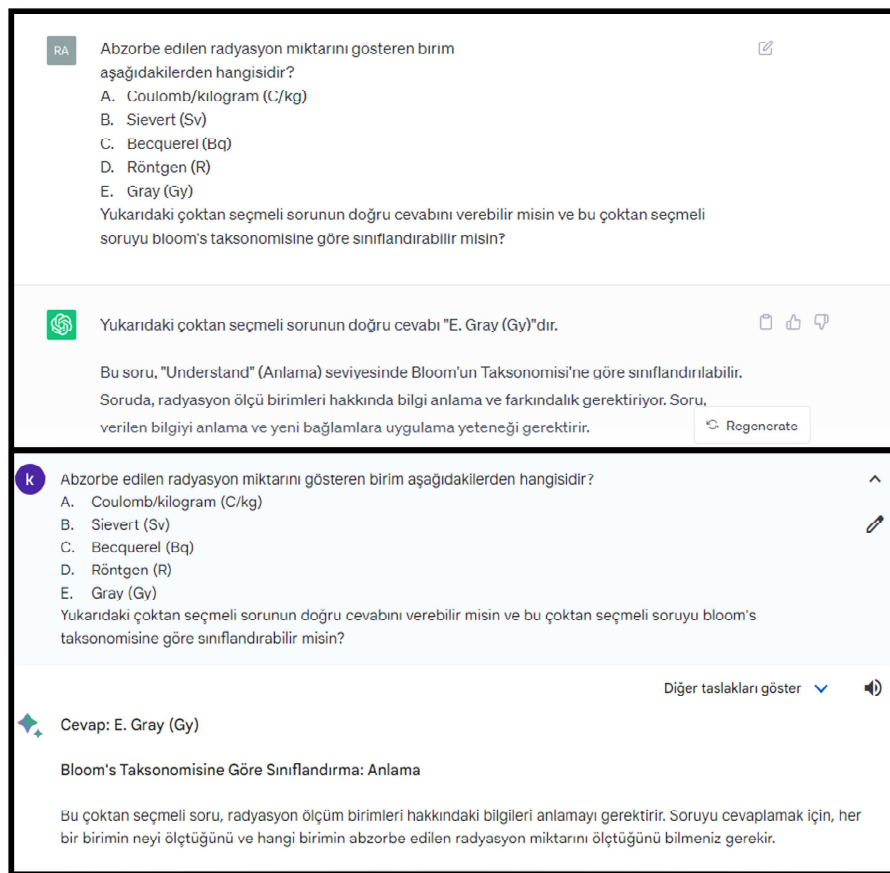 RA
Abzorbe edilen radyasyon miktarını gösteren birim
aşağıdakilerden hangisidir?
A. Coulomb/kilogram (C/kg)
B. Sievert (Sv)
C. Becquerel (Bq)
D. Röntgen (R)
E. Gray (Gy)
Yukarıdaki çoktan seçmeli sorunun doğru cevabını verebilir misin ve bu çoktan seçmeli
soruyu bloom's taksonomisine göre sınıflandırabilir misin?
Yukarıdaki çoktan seçmeli sorunun doğru cevabı "E. Gray (Gy)"dır.
Bu soru, "Understand" (Anlama) seviyesinde Bloom'un Taksonomisi'ne göre sınıflandırılabilir.
Soruda, radyasyon ölçü birimleri hakkında bilgi anlama ve farkındalık gerektiriyor. Soru,
verilen bilgiyi anlama ve yeni bağlamlara uygulama yeteneği gerektirir.
Regenerate
k
Abzorbe edilen radyasyon miktarını gösteren birim aşağıdakilerden hangisidir?
A. Coulomb/kilogram (C/kg)
B. Sievert (Sv)
C. Becquerel (Bq)
D. Röntgen (R)
E. Gray (Gy)
Yukarıdaki çoktan seçmeli sorunun doğru cevabını verebilir misin ve bu çoktan seçmeli soruyu bloom's
taksonomisine göre sınıflandırabilir misin?
Diğer taslakları göster
Cevap: E. Gray (Gy)
Bloom's Taksonomisine Göre Sınıflandırma: Anlama
Bu çoktan seçmeli soru, radyasyon ölçüm birimleri hakkındaki bilgileri anlamayı gerektirir. Soruyu cevaplamak için, her
bir birimin neyi ölçtüğünü ve hangi birimin abzorbe edilen radyasyon miktarını ölçtüğünü bilmeniz gerekir.